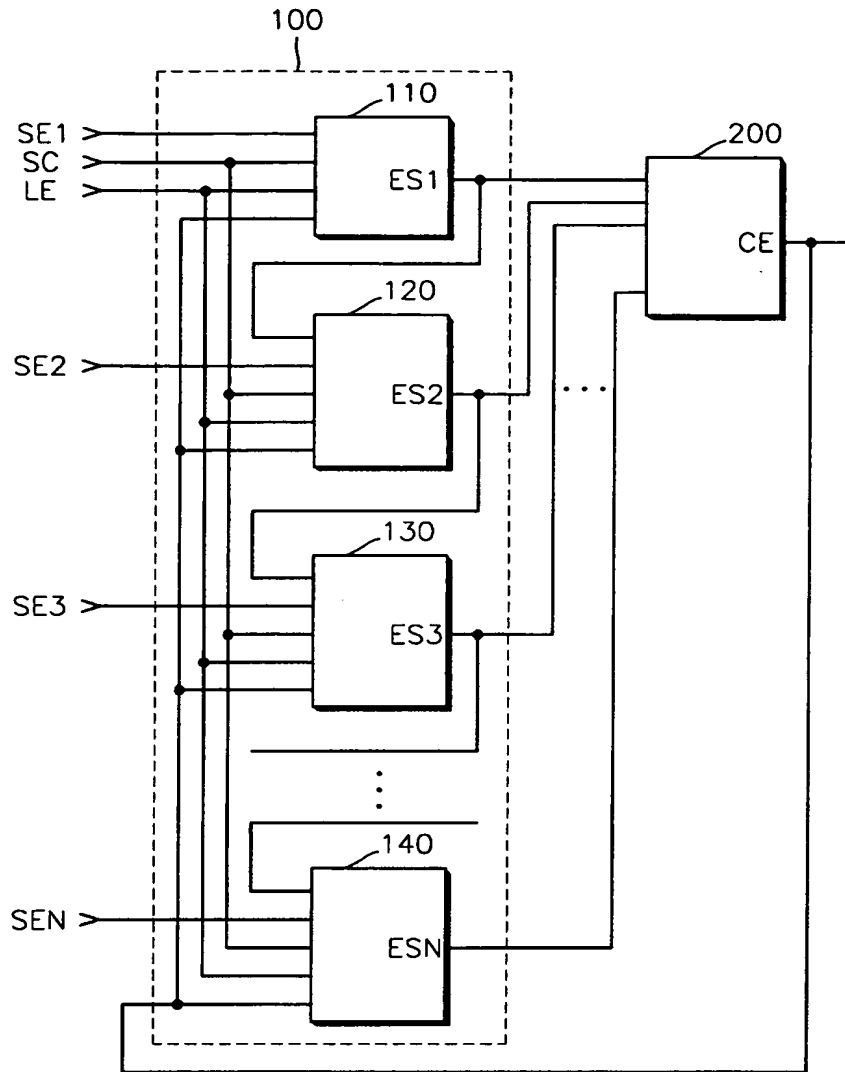 100
110
SE1
SC
LE
ES1
200
CE
120
SE2
ES2
. . . .
130
SE3
ES3
140
SEN
ESN